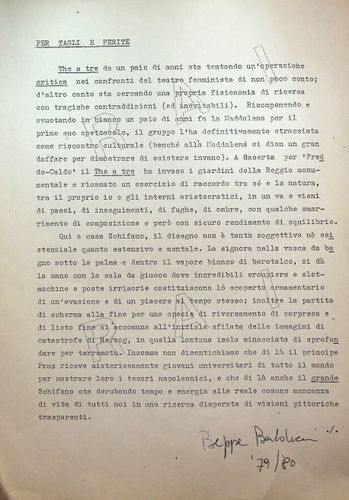 PER TAGLI E FERITE
The a tre da un paio di anni sta tentando un'operazione
critica nei confronti del teatro femminista di non poco conto;
d'altro canto sta cercando una propria fisionomia di ricerca
con tragiche contraddizioni (ed inevitabili). Ricomponendo e
svuotando in bianco un paio di anni fa la Maddalena per il
primo suo spettacolo, il gruppo l'ha definitivamente stracciata
come riscontro culturale (benché alla Maddalena si dian un gran
daffare per dimostrare di esistere invano). A Caserta per 'Fred
do-Caldo' il The a tre ha invaso i giardini della Reggia monu-
mentale e ricamato un esercizio di raccordo tra sé e la natura,
tra il proprio io e gli interni aristocratici, in un va e vieni
di passi, di inseguimenti, di fughe, di ombre, con qualche smar-
rimento di composizione e però con sicuro rendimento di equilibrio.
Qui a casa Schifano, il disegno non è tanto soggettivo né esi
stenziale quanto estensivo e mentale. La signora nella vasca da ba
gno sotto la palma e dentro il vapore bianco di borotalco, si dà
la mano con la sala da giuoco dove incredibili croupiers e slot-
machine e poste irrisorie costituiscono lo scoperto armamentario
di un'evasione e di un piacere al tempo stesso; inoltre la partita
di scherma alla fine per una specie di riversamento di sorpresa e
di lieto fine si accomuna all'iniziale sfilata delle immagini di
catastrofe di Herzog, in quella lontana isola minacciata di sprofon
dare per terremoto. Insomma non dimentichiamo che di là il principe
Pras riceve misteriosamente giovani universitari di tutto il mondo
per mostrare loro i tesori napoleonici, e che di là anche il grande
Schifano sta derubando tempo e energia alla reale comune mancanza
di vita di tutti noi in una ricerca disperata di visioni pittoriche
trasparenti.
Beppe Bartolucci
'79/80